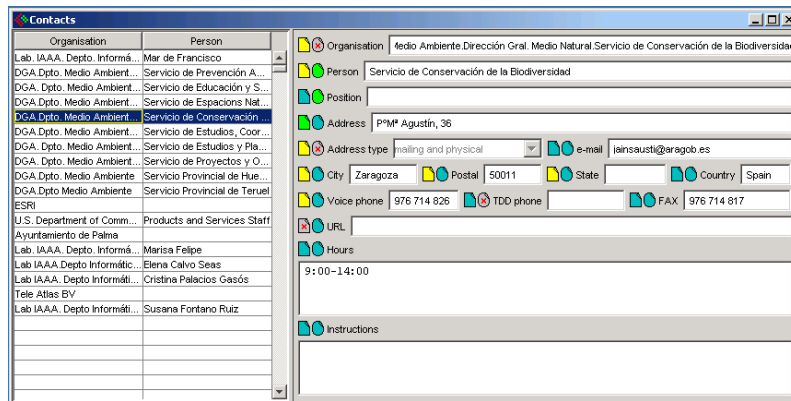 Contacts
Organisation Person
Lab. IAAA. Depto. Informá... Mar de Francisco
DGA.Dpto. Medio Ambient... Servicio de Prevención A...
DGA. Dpto. Medio Ambient... Servicio de Educación y S...
DGA.Dpto. Medio Ambient... Servicio de Espacions Nat...
DGA.Dpto. Medio Ambient... Servicio de Conservación ...
DGA.Dpto. Medio Ambient... Servicio de Estudios, Coor...
DGA. Dpto. Medio Ambient... Servicio de Estudios y Pla...
DGA. Dpto. Medio Ambient... Servicio de Proyectos y O...
DGA.Dpto. Medio Ambiente Servicio Provincial de Hue...
DGA.Dpto Medio Ambiente Servicio Provincial de Teruel
ESRI
U.S. Department of Comm... Products and Services Staff
Ayuntamiento de Palma
Lab. IAAA. Depto. Informá... Marisa Felipe
Lab IAAA.Depto Informátic... Elena Calvo Seas
Lab IAAA. Depto Informáti... Cristina Palacios Gasós
Tele Atlas BV
Lab IAAA. Depto Informáti... Susana Fontano Ruiz
Organisation Medio Ambiente.Dirección Gral. Medio Natural.Servicio de Conservación de la Biodiversidad
Person Servicio de Conservación de la Biodiversidad
Position
Address PºMª Agustín, 36
Address type mailing and physical e-mail jainsausti@aragob.es
City Zaragoza Postal 50011 State Country Spain
Voice phone 976 714 826 TDD phone FAX 976 714 817
URL
Hours
9:00-14:00
Instructions